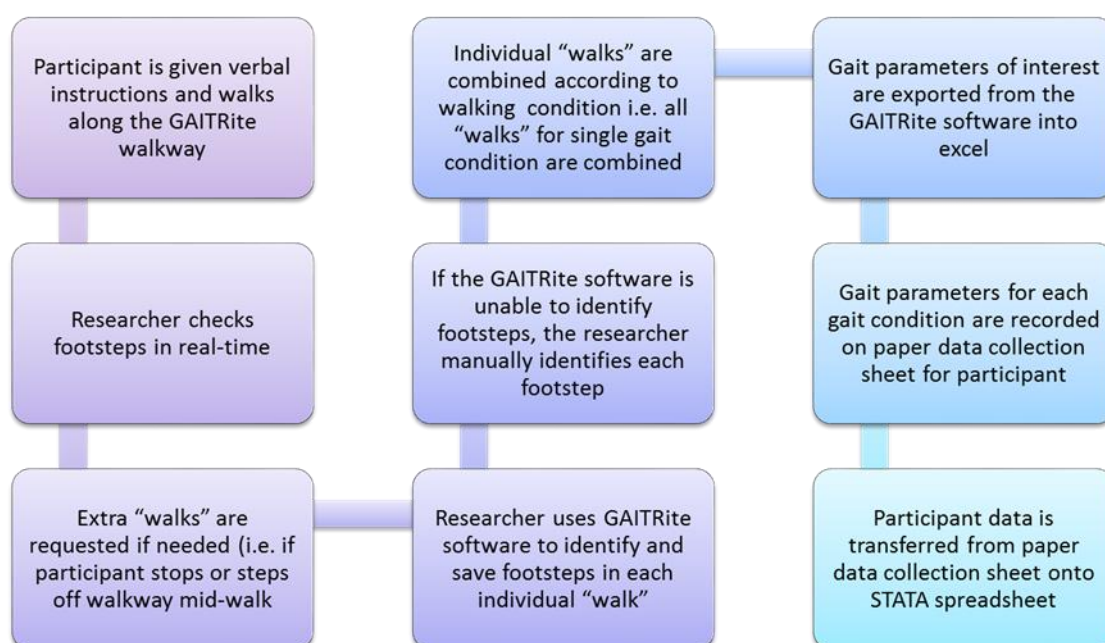 Participant is given verbal
instructions and walks
along the GAITRite
walkway
Researcher checks
footsteps in real-time
Extra “walks” are
requested if needed (i.e. if
participant stops or steps
off walkway mid-walk
Researcher uses GAITRite
software to identify and
save footsteps in each
individual “walk”
If the GAITRite software is
unable to identify
footsteps, the researcher
manually identifies each
footstep
Individual “walks” are
combined according to
walking condition i.e. all
“walks” for single gait
condition are combined
Gait parameters of interest
are exported from the
GAITRite software into
excel
Gait parameters for each
gait condition are recorded
on paper data collection
sheet for participant
Participant data is
transferred from paper
data collection sheet onto
STATA spreadsheet